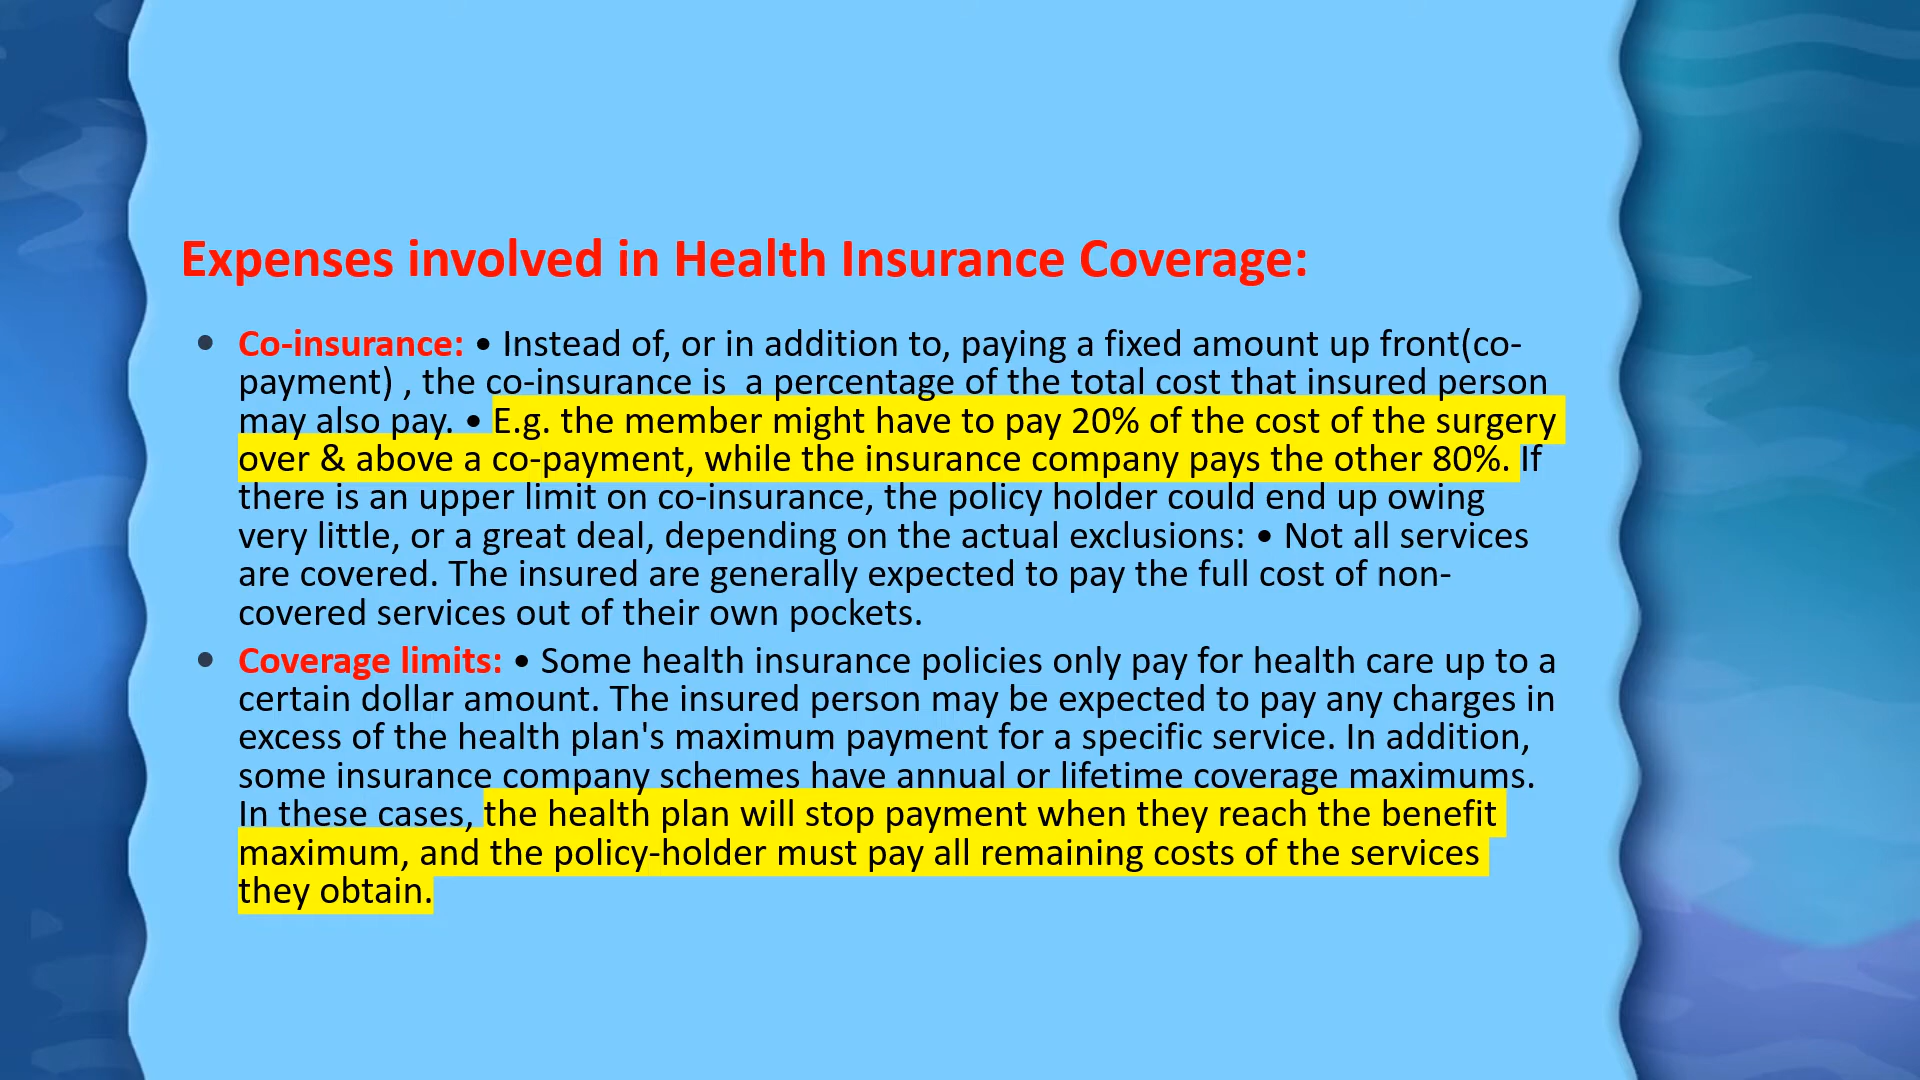 Expenses involved in Health Insurance Coverage:
• Co-insurance: • Instead of, or in addition to, paying a fixed amount up front(co-
payment) , the co-insurance is  a percentage of the total cost that insured person
may also pay. • E.g. the member might have to pay 20% of the cost of the surgery
over & above a co-payment, while the insurance company pays the other 80%. If
there is an upper limit on co-insurance, the policy holder could end up owing
very little, or a great deal, depending on the actual exclusions: • Not all services
are covered. The insured are generally expected to pay the full cost of non-
covered services out of their own pockets.
• Coverage limits: • Some health insurance policies only pay for health care up to a
certain dollar amount. The insured person may be expected to pay any charges in
excess of the health plan's maximum payment for a specific service. In addition,
some insurance company schemes have annual or lifetime coverage maximums.
In these cases, the health plan will stop payment when they reach the benefit
maximum, and the policy-holder must pay all remaining costs of the services
they obtain.